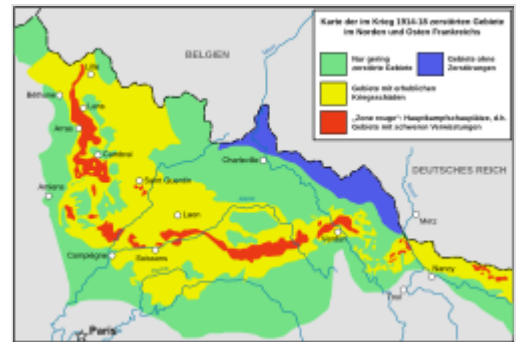 Karte der im Krieg 1914-18 zerstörten Gebiete
im Norden und Osten Frankreichs
Nur gering
zerstörte Gebiete
Gebiete ohne
Zerstörungen
Gebiete mit erheblichen
Kriegsschäden
„Zone rouge": Hauptkampfschauplätze, d.h.
Gebiete mit schweren Verwüstungen
BELGIEN
Lille
Béthune
Lens
Arras
Cambrai
Charleville
DEUTSCHES REICH
Saint Quentin
Amiens
Laon
Metz
Verdun
Compiègne
Soissons
Nancy
Toul
Paris